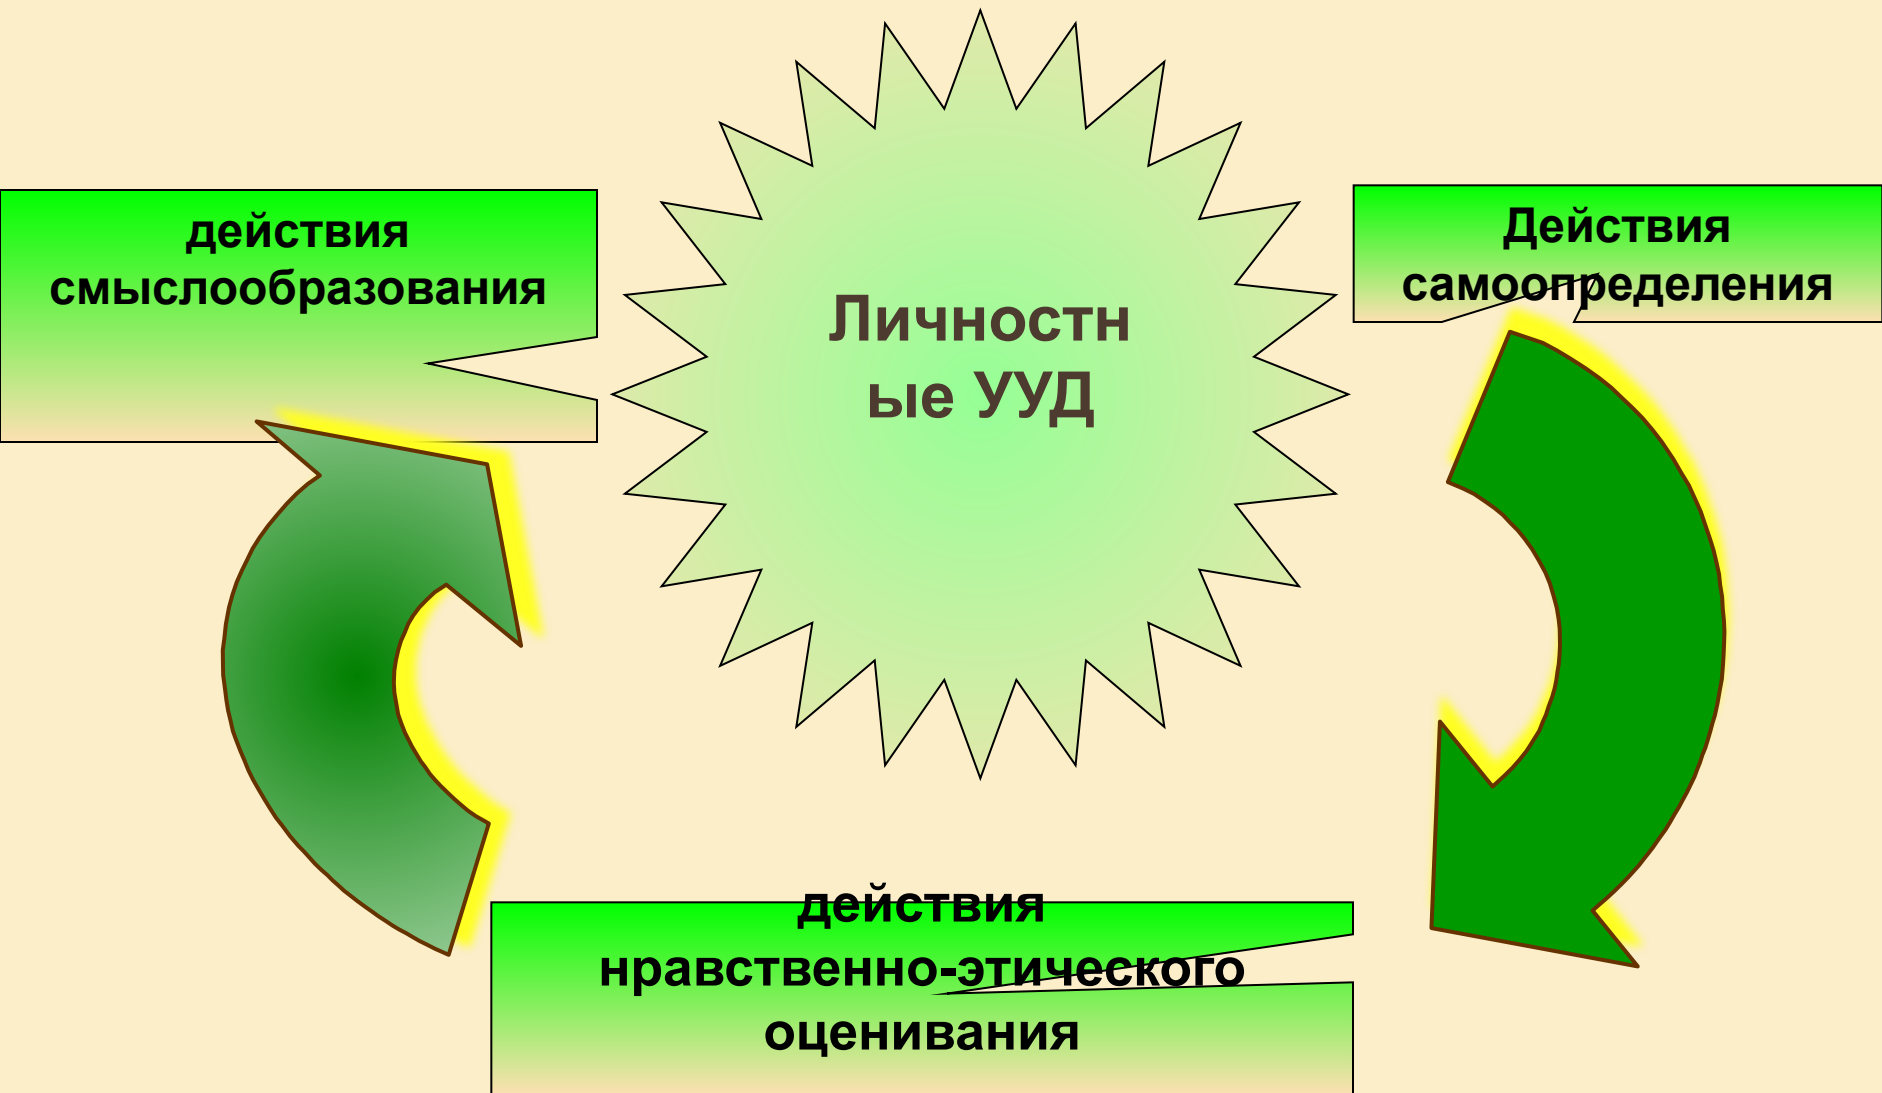 действия
смыслообразования
Личностн
ые УУД
Действия
самоопределения
действия
нравственно-этического
оценивания